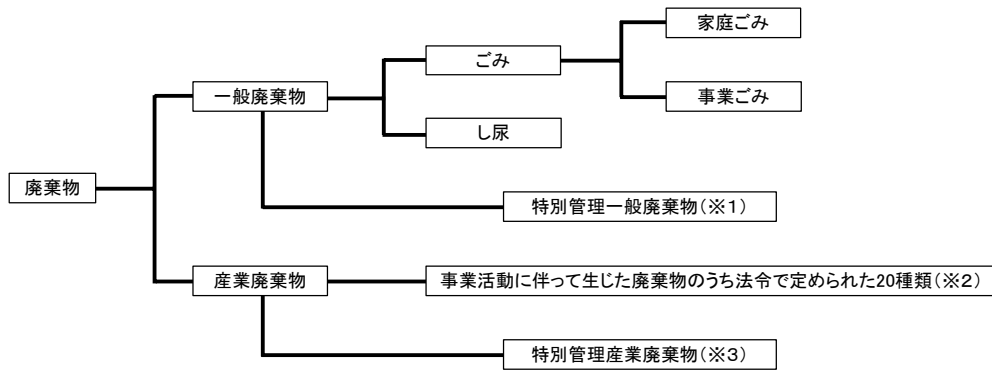 家庭ごみ
ごみ
一般廃棄物
事業ごみ
し尿
廃棄物
特別管理一般廃棄物(※1)
産業廃棄物
事業活動に伴って生じた廃棄物のうち法令で定められた20種類(※2)
特別管理産業廃棄物(※3)